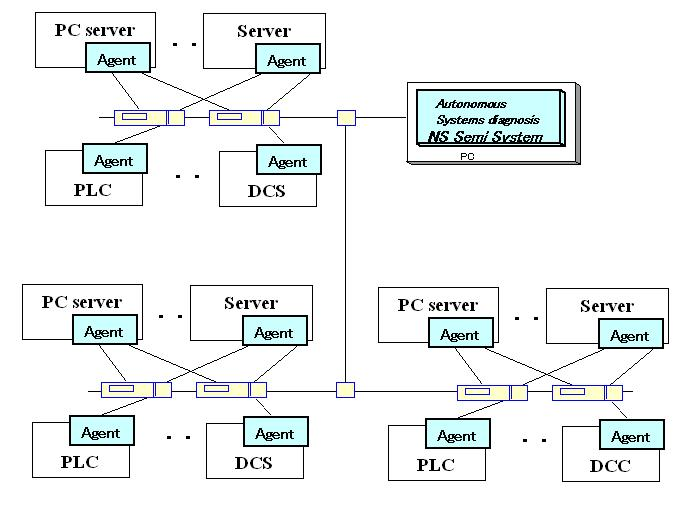 PC server
Agent
Server
Agent
Autonomous
Systems diagnosis
NS Semi System
PC
Agent
PLC
Agent
DCS
PC server
Agent
Server
Agent
PC server
Agent
Server
Agent
Agent
PLC
Agent
DCS
Agent
PLC
Agent
DCC